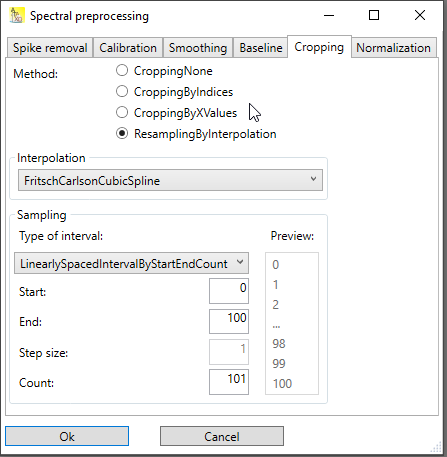 Spectral preprocessing
Spike removal Calibration Smoothing Baseline Cropping Normalization
Method:
CroppingNone
CroppingByIndices
CroppingByXValues
ResamplingByInterpolation
Interpolation
FritschCarlsonCubicSpline
Sampling
Type of interval: Preview:
LinearlySpacedIntervalByStartEndCount 0
Start: 0 1
End: 100 2
...
Step size: 1 98
99
Count: 101 100
Ok Cancel